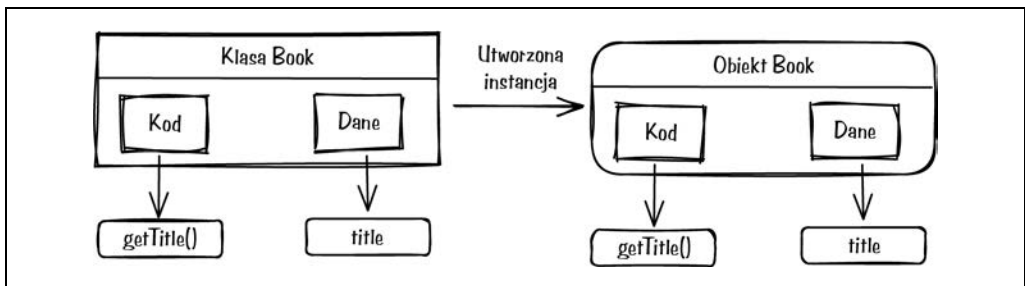 Klasa Book
Kod
Dane
getTitle()
title
Utworzona
instancja
Obiekt Book
Kod
Dane
getTitle()
title